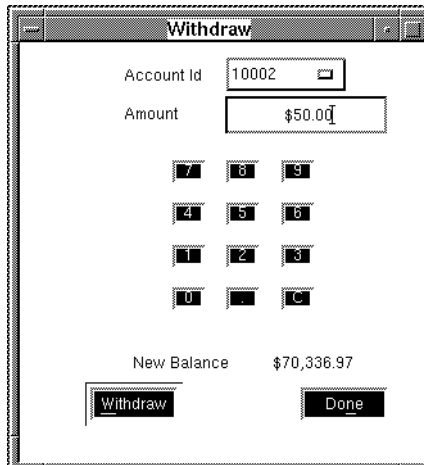 Withdraw
Account Id 10002
Amount $50.00
7 8 9
4 5 6
1 2 3
0 . C
New Balance $70,336.97
Withdraw Done